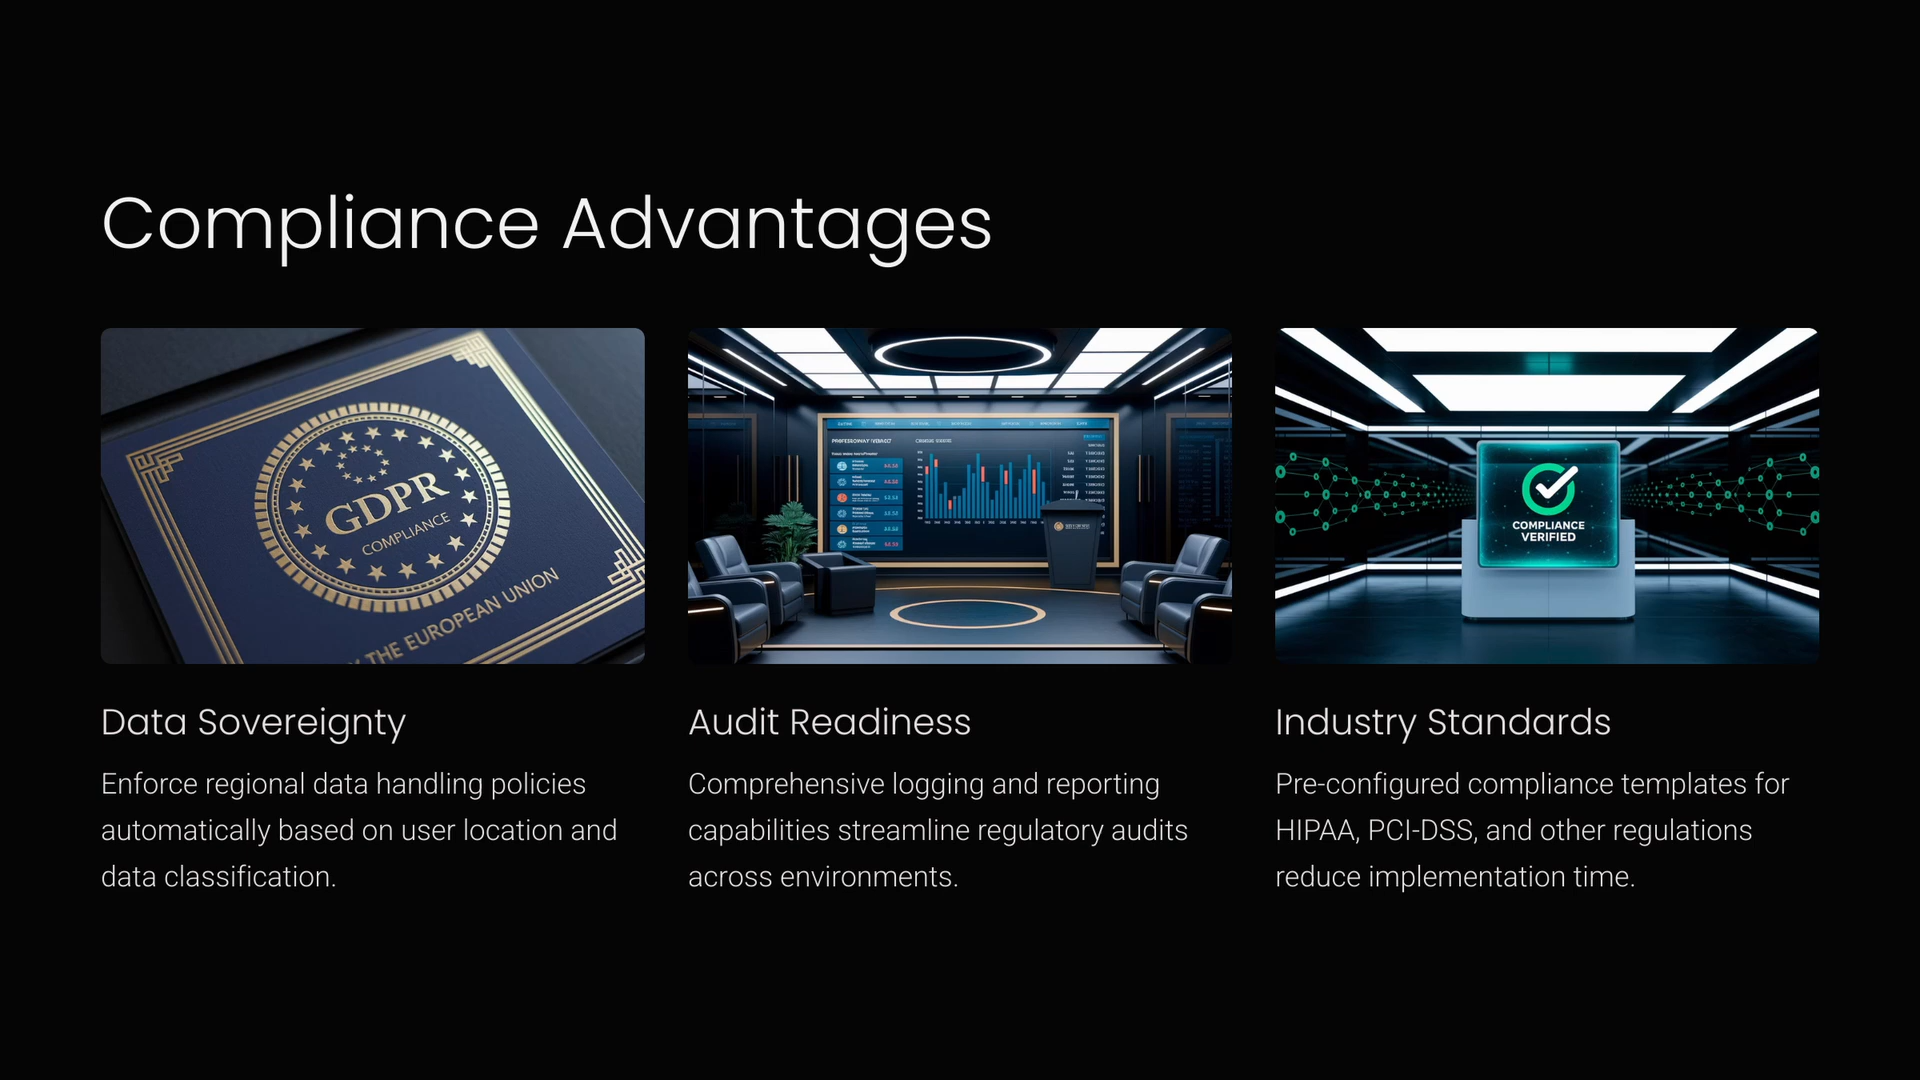 Compliance Advantages
GDPR
COMPLIANCE
THE EUROPEAN UNION
COMPLIANCE
VERIFIED
Data Sovereignty
Enforce regional data handling policies
automatically based on user location and
data classification.
Audit Readiness
Comprehensive logging and reporting
capabilities streamline regulatory audits
across environments.
Industry Standards
Pre-configured compliance templates for
HIPAA, PCI-DSS, and other regulations
reduce implementation time.